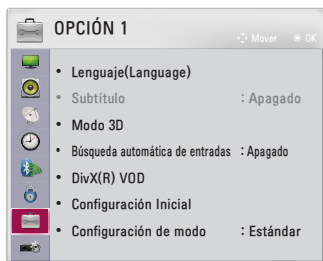 OPCIÓN 1
Mover OK
• Lenguaje(Language)
• Subtítulo : Apagado
• Modo 3D
• Búsqueda automática de entradas : Apagado
• DivX(R) VOD
• Configuración Inicial
• Configuración de modo : Estándar